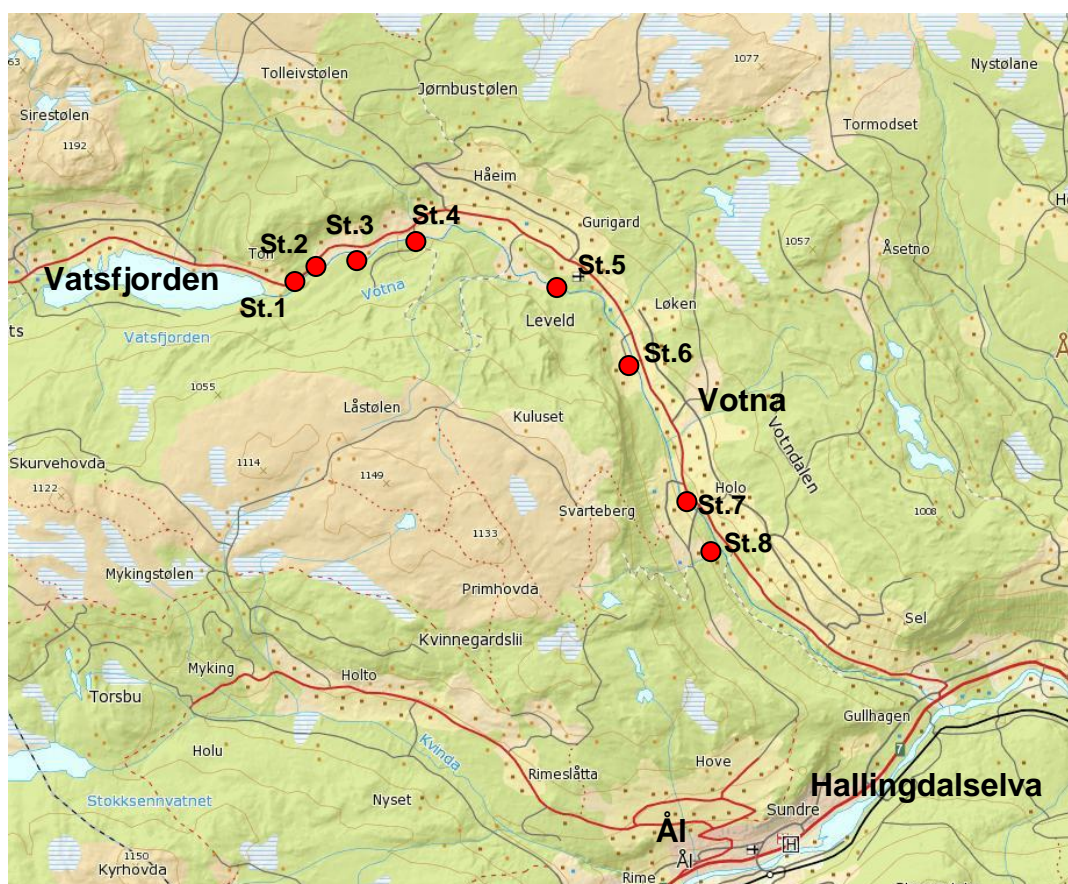 1077
Nystølane
63
Tolleivstølen
Jørnbustølen
Sirestølen
Tormodset
1192
Håeim
Gurigard
St.4
St.3
1057
Åsetno
St.2
Vatsfjorden
St.5
St.1
Votna
Løken
ts
Vatsfjorden
Leveld
St.6
1055
Votna
Låstølen
Kuluset
Votndalen
Skurvehovda
1114
1149
Holo
1122
St.7
Svarteberg
1008
1133
St.8
Mykingstølen
Primhovda
Sel
Kvinnegardslii
Myking
Holto
Torsbu
Gullhagen
Holu
Kvinda
7
Rimeslåtta
Hove
Hallingdalselva
Stokksennvatnet
Nyset
Sundre
Ål
H
1150
Ål
Kyrhovda
Rime